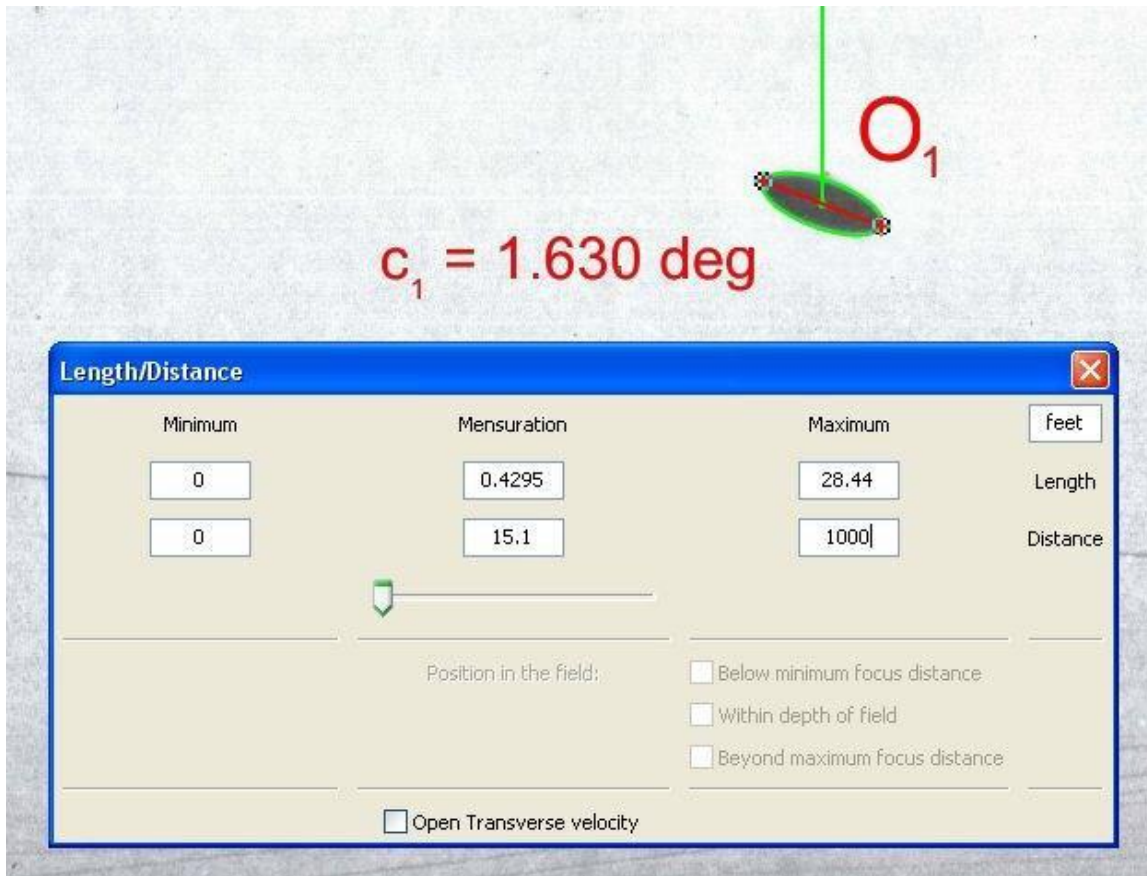 O₁
c₁ = 1.630 deg
Length/Distance
Minimum Mensuration Maximum feet
0 0.4295 28.44 Length
0 15.1 1000 Distance
Position in the field: Below minimum focus distance
Within depth of field
Beyond maximum focus distance
Open Transverse velocity